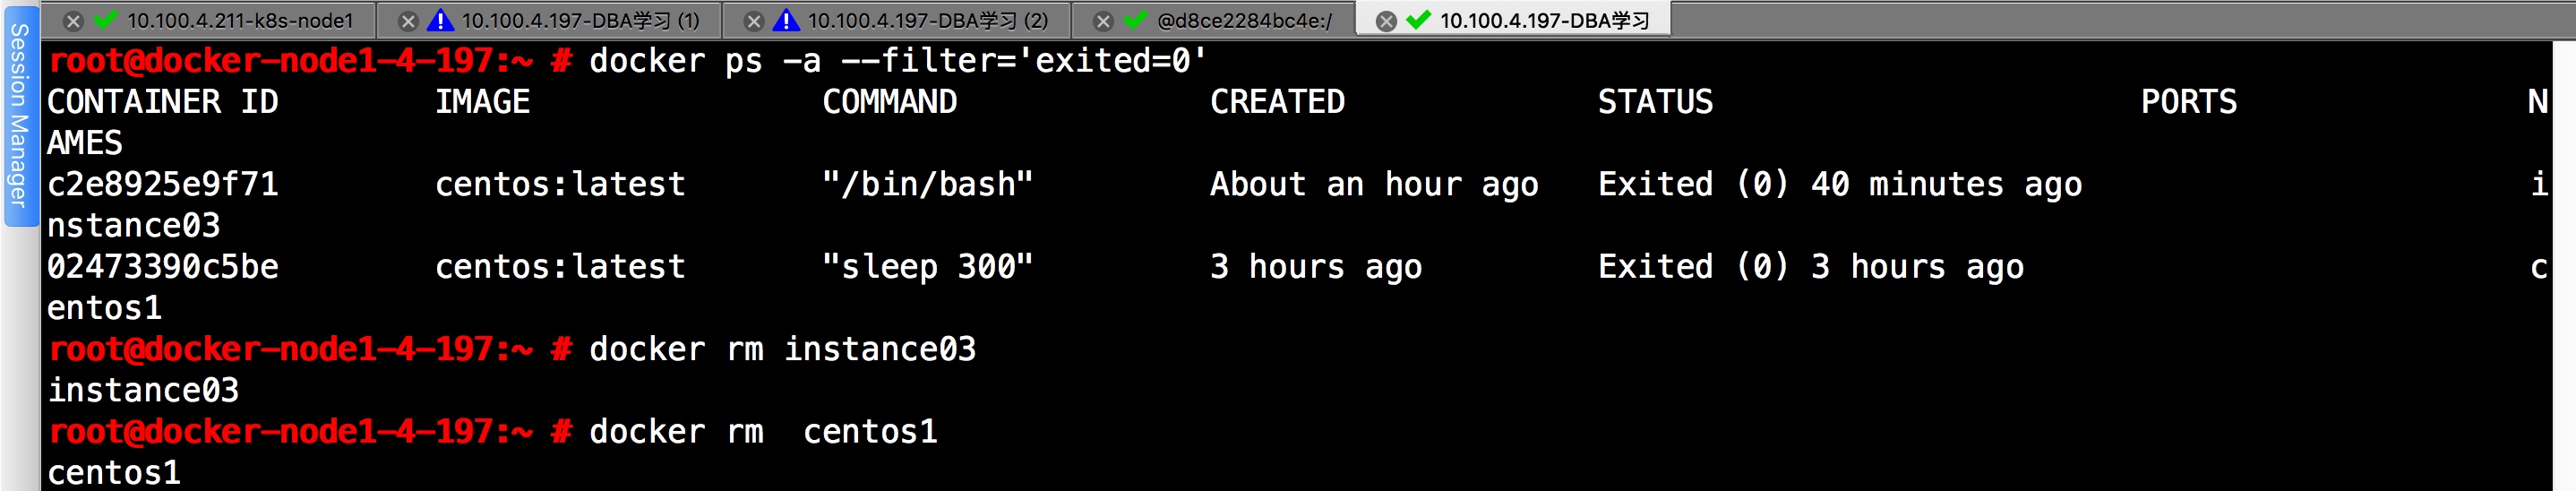 10.100.4.211-k8s-node1 10.100.4.197-DBA学习 (1) 10.100.4.197-DBA学习 (2) @d8ce2284bc4e:/ 10.100.4.197-DBA学习
Session Manager
root@docker-node1-4-197:~ # docker ps -a --filter='exited=0'
CONTAINER ID IMAGE COMMAND CREATED STATUS PORTS N
AMES
c2e8925e9f71 centos:latest "/bin/bash" About an hour ago Exited (0) 40 minutes ago i
nstance03
02473390c5be centos:latest "sleep 300" 3 hours ago Exited (0) 3 hours ago c
entos1
root@docker-node1-4-197:~ # docker rm instance03
instance03
root@docker-node1-4-197:~ # docker rm  centos1
centos1